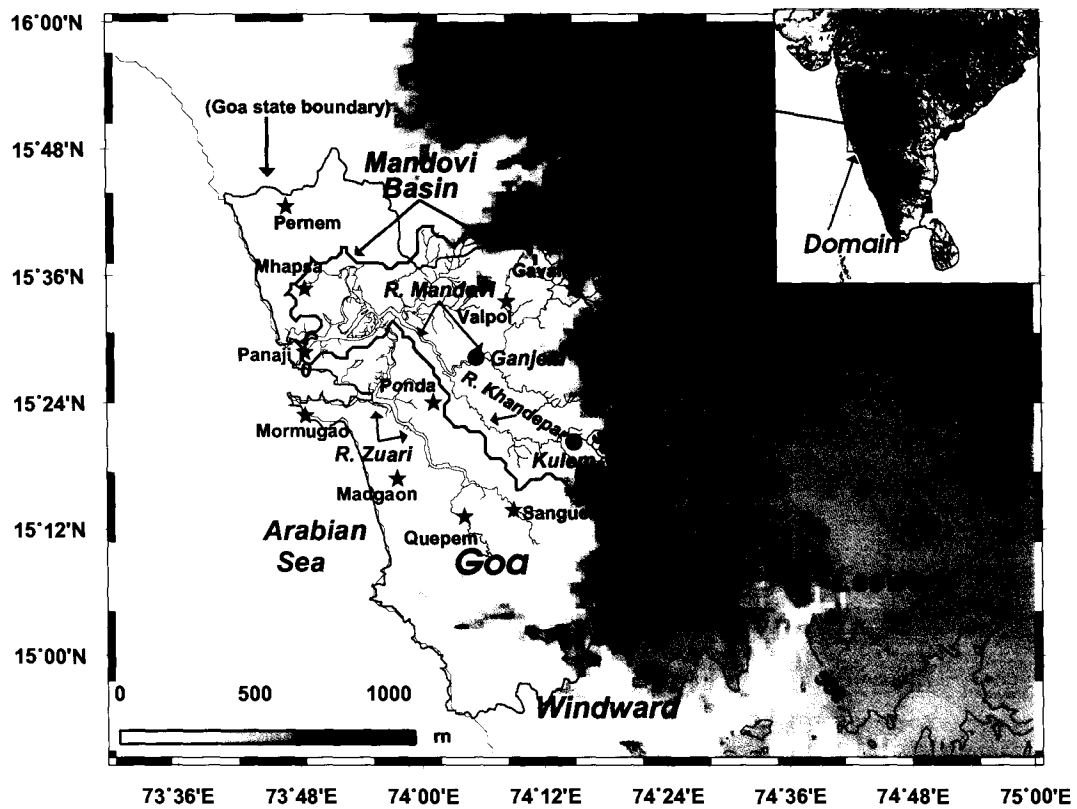 16°00'N
(Goa state boundary)
15°48'N
Mandovi
Basin
Pernem
Domain
15°36'N
Mhapsa
R. Mandovi
Valpoi
Panaji
Ganjem
15°24'N
Ponda
R. Khandepar
Mormugao
R. Zuari
Kulem
Madgaon
15°12'N
Arabian
Sea
Quepem
Goa
15°00'N
0 500 1000
m
Windward
73°36'E 73°48'E 74°00'E 74°12'E 74°24'E 74°36'E 74°48'E 75°00'E